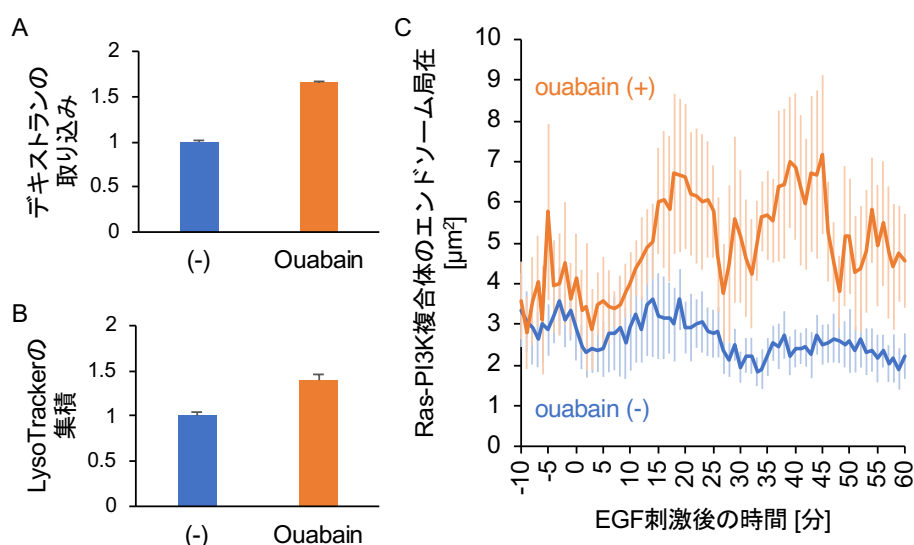 A
デキストランの
取り込み
2
1.5
1
0.5
0
(-)
Ouabain
B
LysoTrackerの
集積
2
1.5
1
0.5
0
(-)
Ouabain
C
Ras-PI3K複合体のエンドソーム局在
[μm²]
10
9
8
7
6
5
4
3
2
1
0
ouabain (+)
ouabain (-)
-10
-5
0
5
10
15
20
25
30
35
40
45
50
55
60
EGF刺激後の時間 [分]